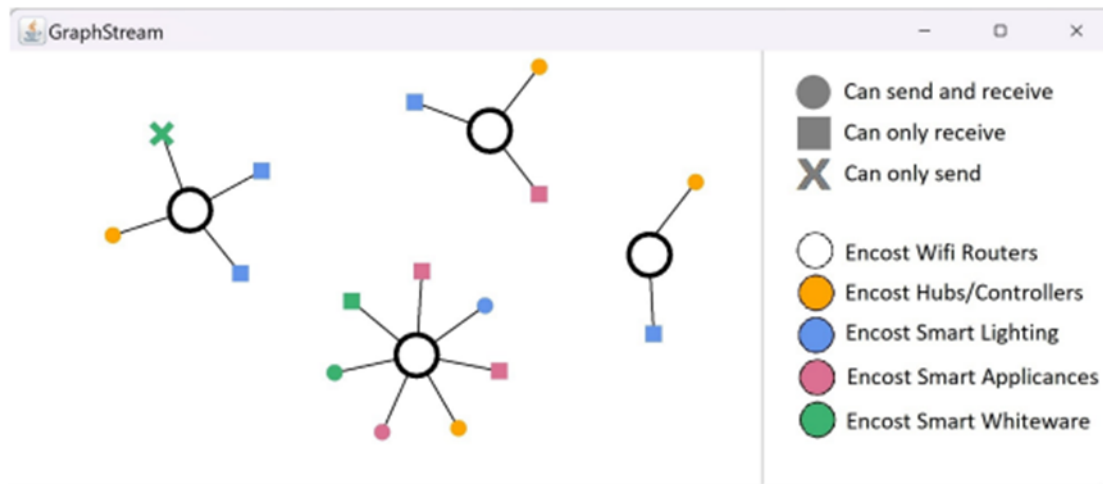 GraphStream
Can send and receive
Can only receive
Can only send
Encost Wifi Routers
Encost Hubs/Controllers
Encost Smart Lighting
Encost Smart Applicances
Encost Smart Whiteware